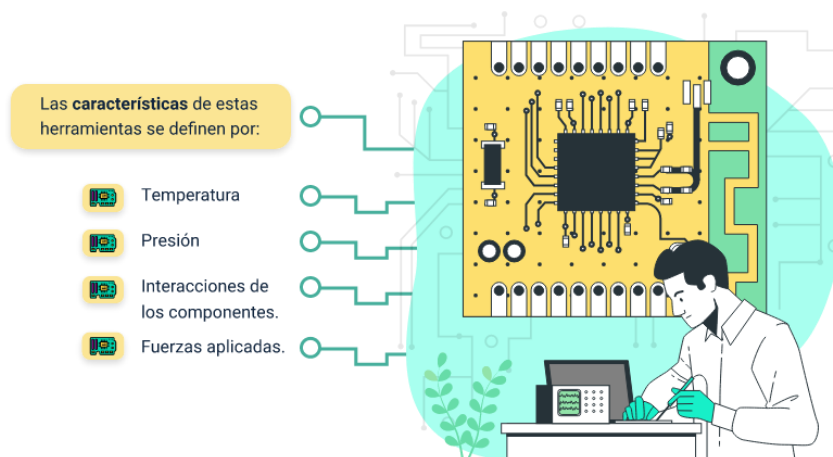 Las características de estas
herramientas se definen por:
Temperatura
Presión
Interacciones de
los componentes.
Fuerzas aplicadas.